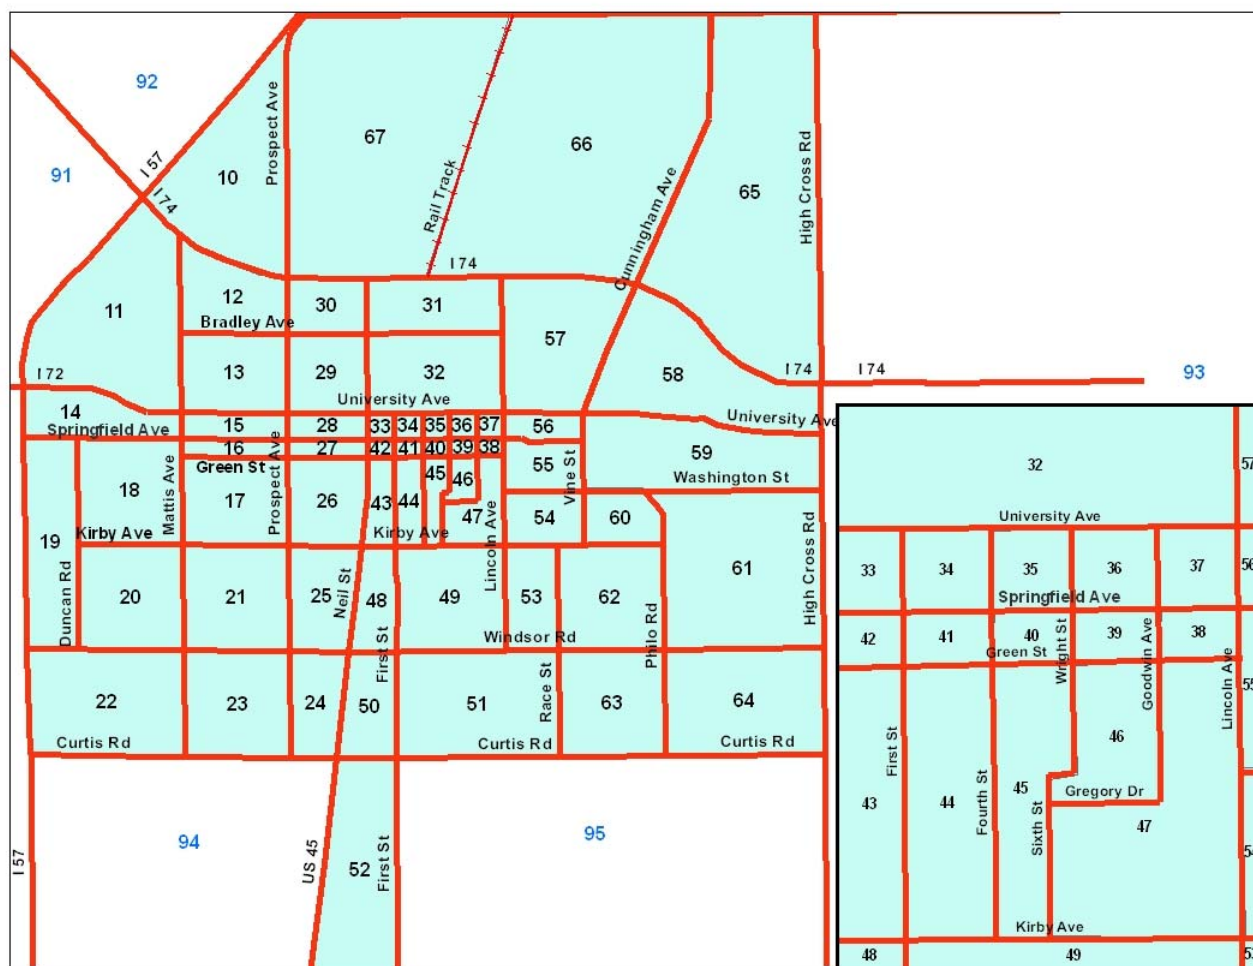 92
I 57
Prospect Ave
67
66
91
I 74
10
Rail Track
Cunningham Ave
65
High Cross Rd
I 74
11
12
30
31
Bradley Ave
57
I 72
13
29
32
58
I 74
I 74
93
University Ave
14
Springfield Ave
15
28
33
34
35
36
37
56
University Ave
16
27
42
41
40
39
38
59
Green St
Prospect Ave
45
46
55
Vine St
Washington St
18
Mattis Ave
17
26
43
44
47
Lincoln Ave
54
60
Kirby Ave
Kirby Ave
19
Duncan Rd
20
21
25
Neil St
48
First St
49
53
62
Philo Rd
61
High Cross Rd
Windsor Rd
22
23
24
50
51
Race St
63
64
Curtis Rd
Curtis Rd
Curtis Rd
I 57
94
US 45
52
First St
95
32
57
University Ave
33
34
35
36
37
56
Springfield Ave
42
41
40
Wright St
39
Goodwin Ave
38
Green St
Lincoln Ave
55
First St
46
43
44
Fourth St
45
Sixth St
Gregory Dr
47
54
Kirby Ave
48
49